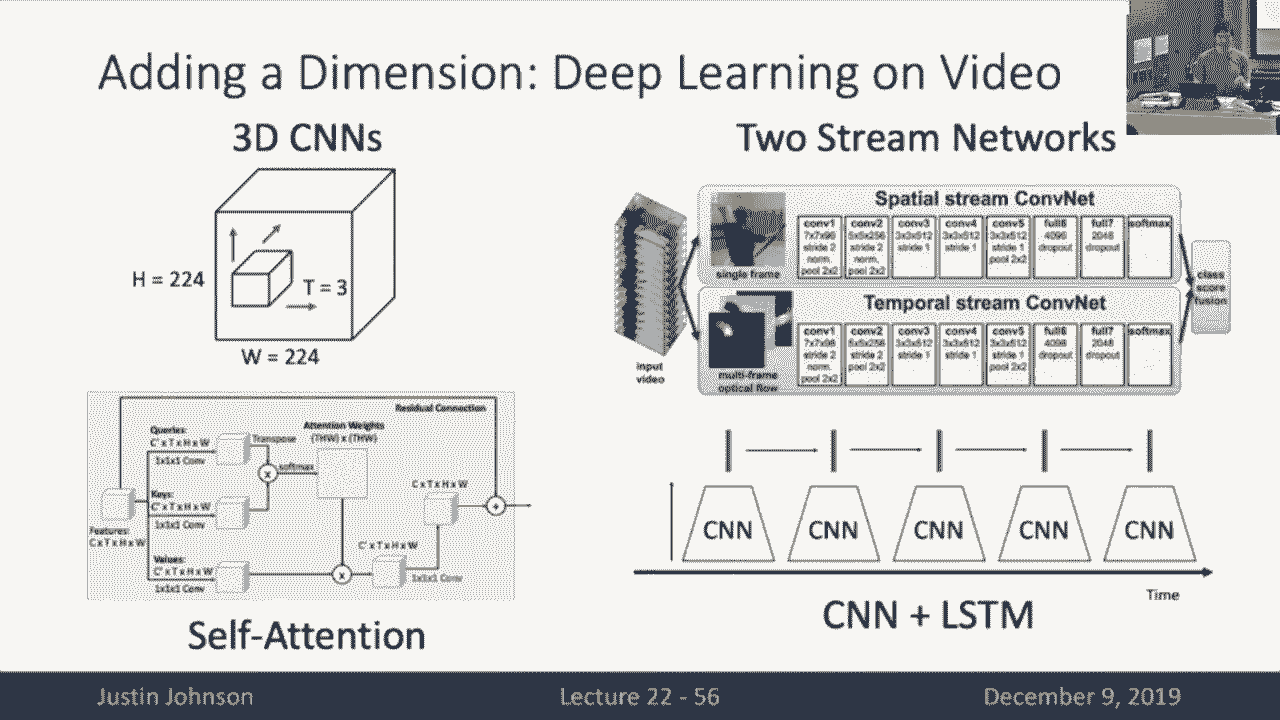 Adding a Dimension: Deep Learning on Video
3D CNNs
H = 224
T = 3
W = 224
Two Stream Networks
input
video
single frame
Spatial stream ConvNet
conv1
7x7x96
stride 2
norm.
pool 2x2
conv2
5x5x256
stride 2
norm.
pool 2x2
conv3
3x3x512
stride 1
conv4
3x3x512
stride 1
conv5
3x3x512
stride 1
pool 2x2
full6
4096
dropout
full7
2048
dropout
softmax
multi-frame
optical flow
Temporal stream ConvNet
conv1
7x7x96
stride 2
norm.
pool 2x2
conv2
5x5x256
stride 2
pool 2x2
conv3
3x3x512
stride 1
conv4
3x3x512
stride 1
conv5
3x3x512
stride 1
pool 2x2
full6
4096
dropout
full7
2048
dropout
softmax
class
score
fusion
Residual Connection
Features:
C x T x H x W
Queries:
C' x T x H x W
1x1x1 Conv
Keys:
C' x T x H x W
1x1x1 Conv
Values:
C' x T x H x W
1x1x1 Conv
Transpose
x
softmax
Attention Weights
(THW) x (THW)
x
C' x T x H x W
1x1x1 Conv
C x T x H x W
+
Self-Attention
CNN
CNN
CNN
CNN
CNN
Time
CNN + LSTM
Justin Johnson
Lecture 22 - 56
December 9, 2019